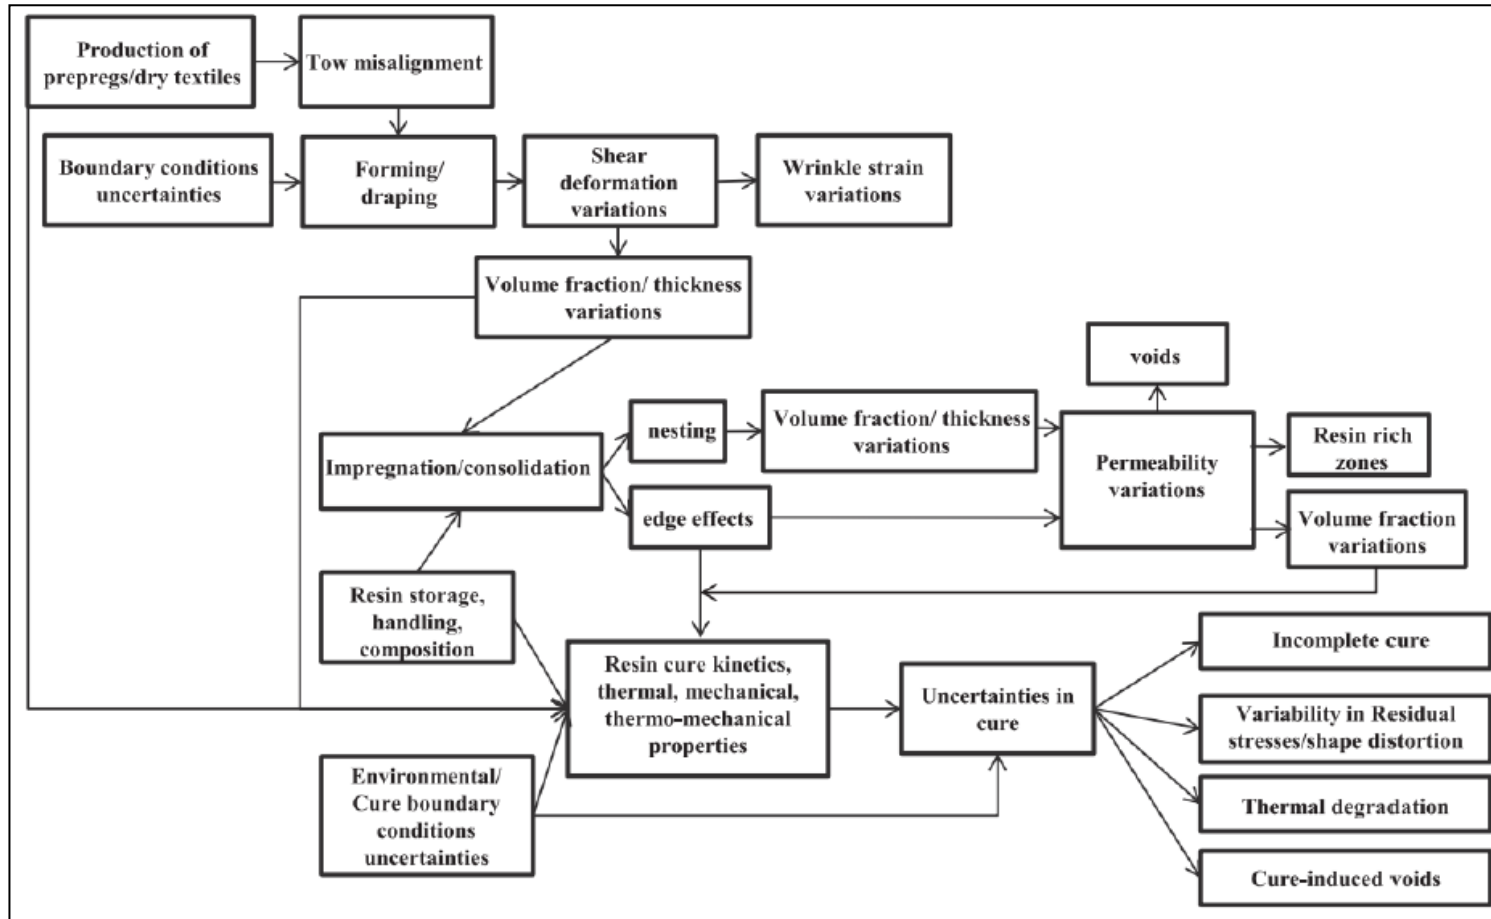 Production of
prepregs/dry textiles
Tow misalignment
Boundary conditions
uncertainties
Forming/
draping
Shear
deformation
variations
Wrinkle strain
variations
Volume fraction/ thickness
variations
voids
nesting
Volume fraction/ thickness
variations
Impregnation/consolidation
Permeability
variations
Resin rich
zones
edge effects
Volume fraction
variations
Resin storage,
handling,
composition
Resin cure kinetics,
thermal, mechanical,
thermo-mechanical
properties
Uncertainties in
cure
Incomplete cure
Variability in Residual
stresses/shape distortion
Thermal degradation
Cure-induced voids
Environmental/
Cure boundary
conditions
uncertainties